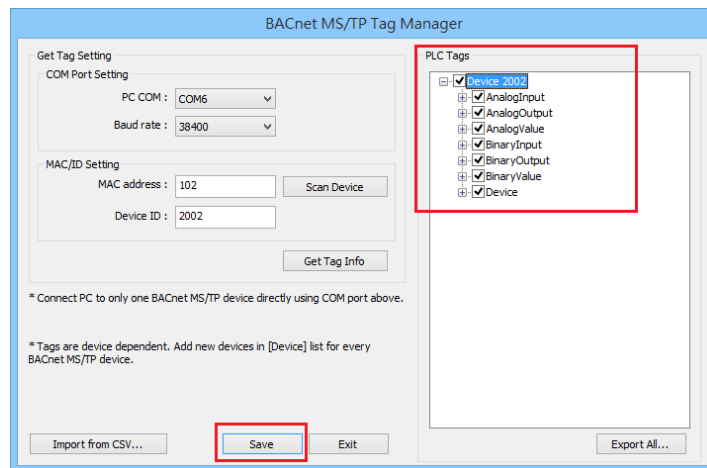 BACnet MS/TP Tag Manager
Get Tag Setting
COM Port Setting
PC COM : COM6
Baud rate : 38400
MAC/ID Setting
MAC address : 102 Scan Device
Device ID : 2002
Get Tag Info
* Connect PC to only one BACnet MS/TP device directly using COM port above.
* Tags are device dependent. Add new devices in [Device] list for every
BACnet MS/TP device.
Import from CSV... Save Exit
PLC Tags
Device 2002
AnalogInput
AnalogOutput
AnalogValue
BinaryInput
BinaryOutput
BinaryValue
Device
Export All...